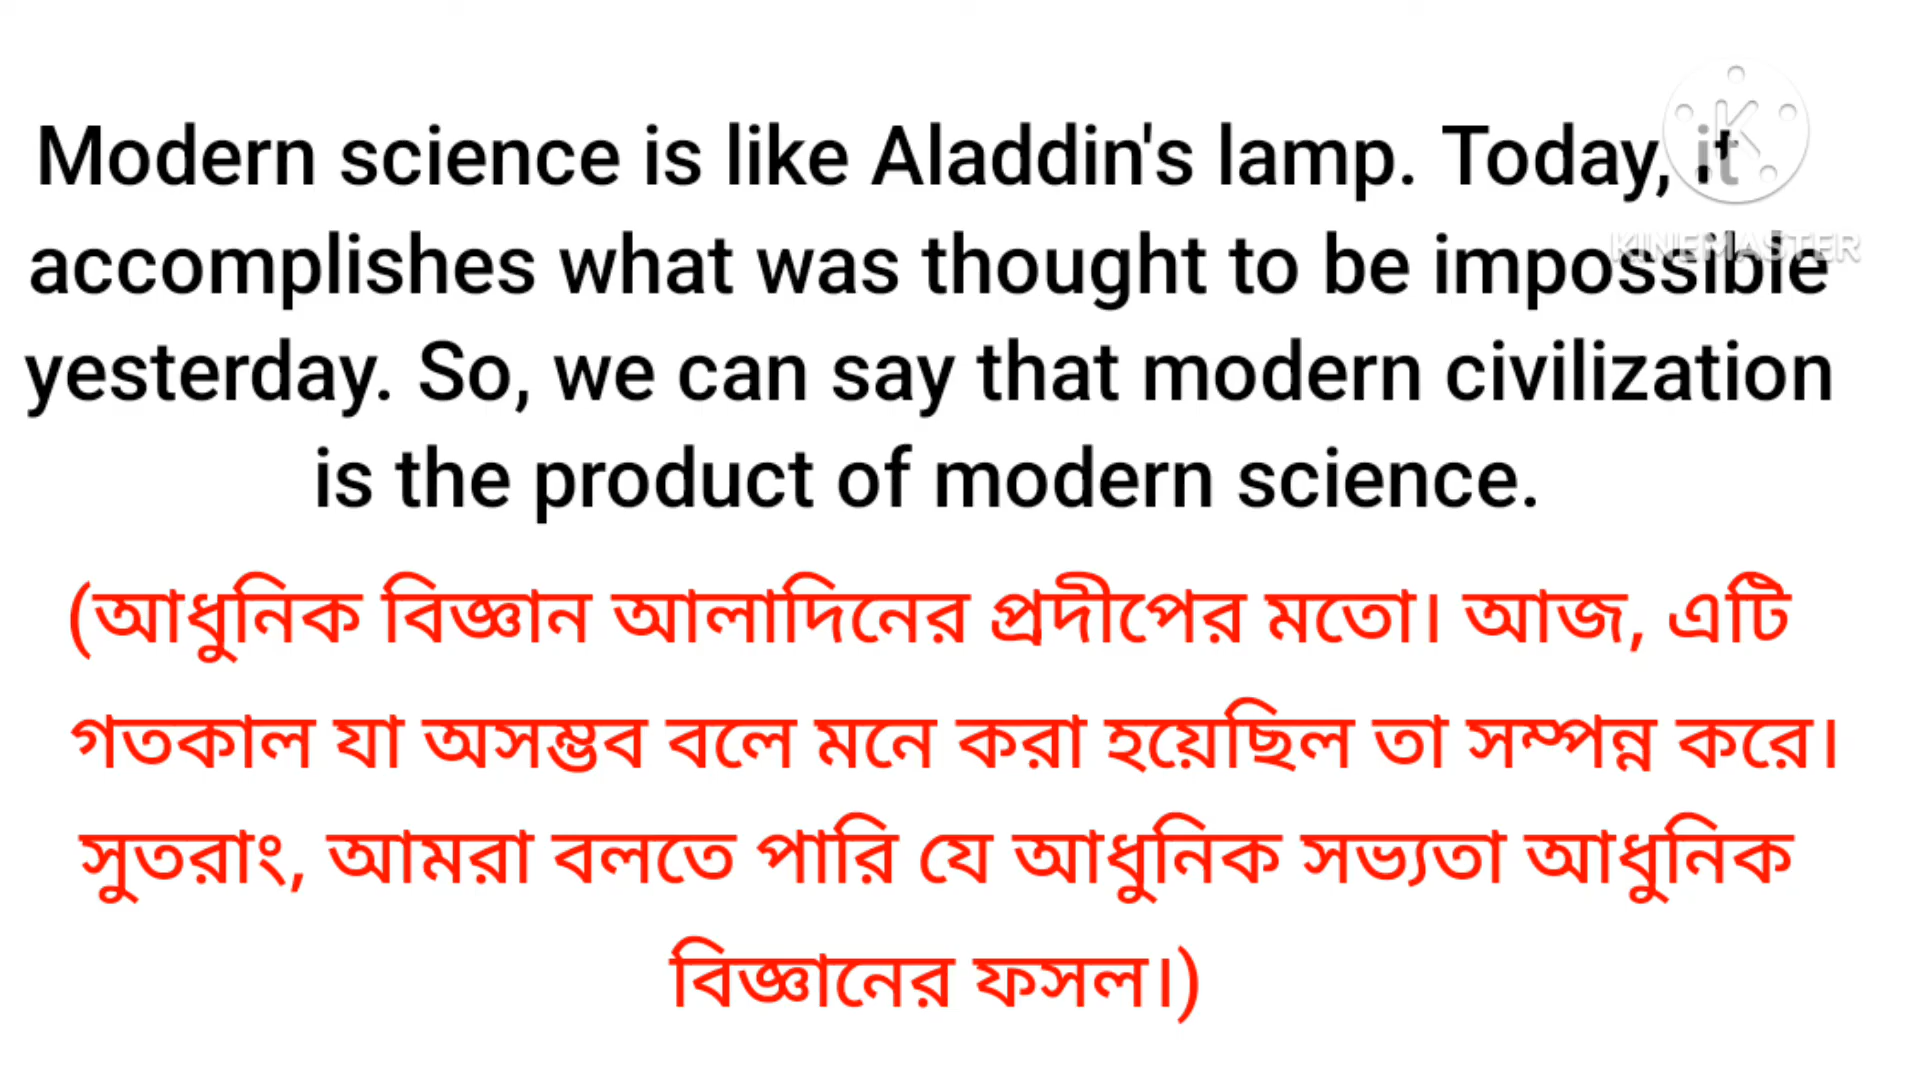 Modern science is like Aladdin's lamp. Today, it
KINEMASTER
accomplishes what was thought to be impossible
yesterday. So, we can say that modern civilization
is the product of modern science.
(আধুনিক বিজ্ঞান আলাদিনের প্রদীপের মতো। আজ, এটি
গতকাল যা অসম্ভব বলে মনে করা হয়েছিল তা সম্পন্ন করে।
সুতরাং, আমরা বলতে পারি যে আধুনিক সভ্যতা আধুনিক
বিজ্ঞানের ফসল।)